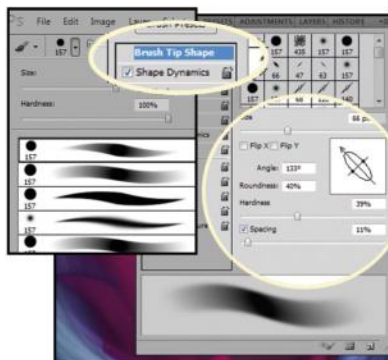 File Edit Image
Brush Presets
ADJUSTMENTS LAYERS HISTORY
157
Brush Tip Shape
Shape Dynamics
Size:
Hardness: 100%
157 435 157 157
66 47 63 157
66 px
Flip X Flip Y
Angle: 133°
Roundness: 40%
Hardness 39%
Spacing 11%
157
157
157
157
157